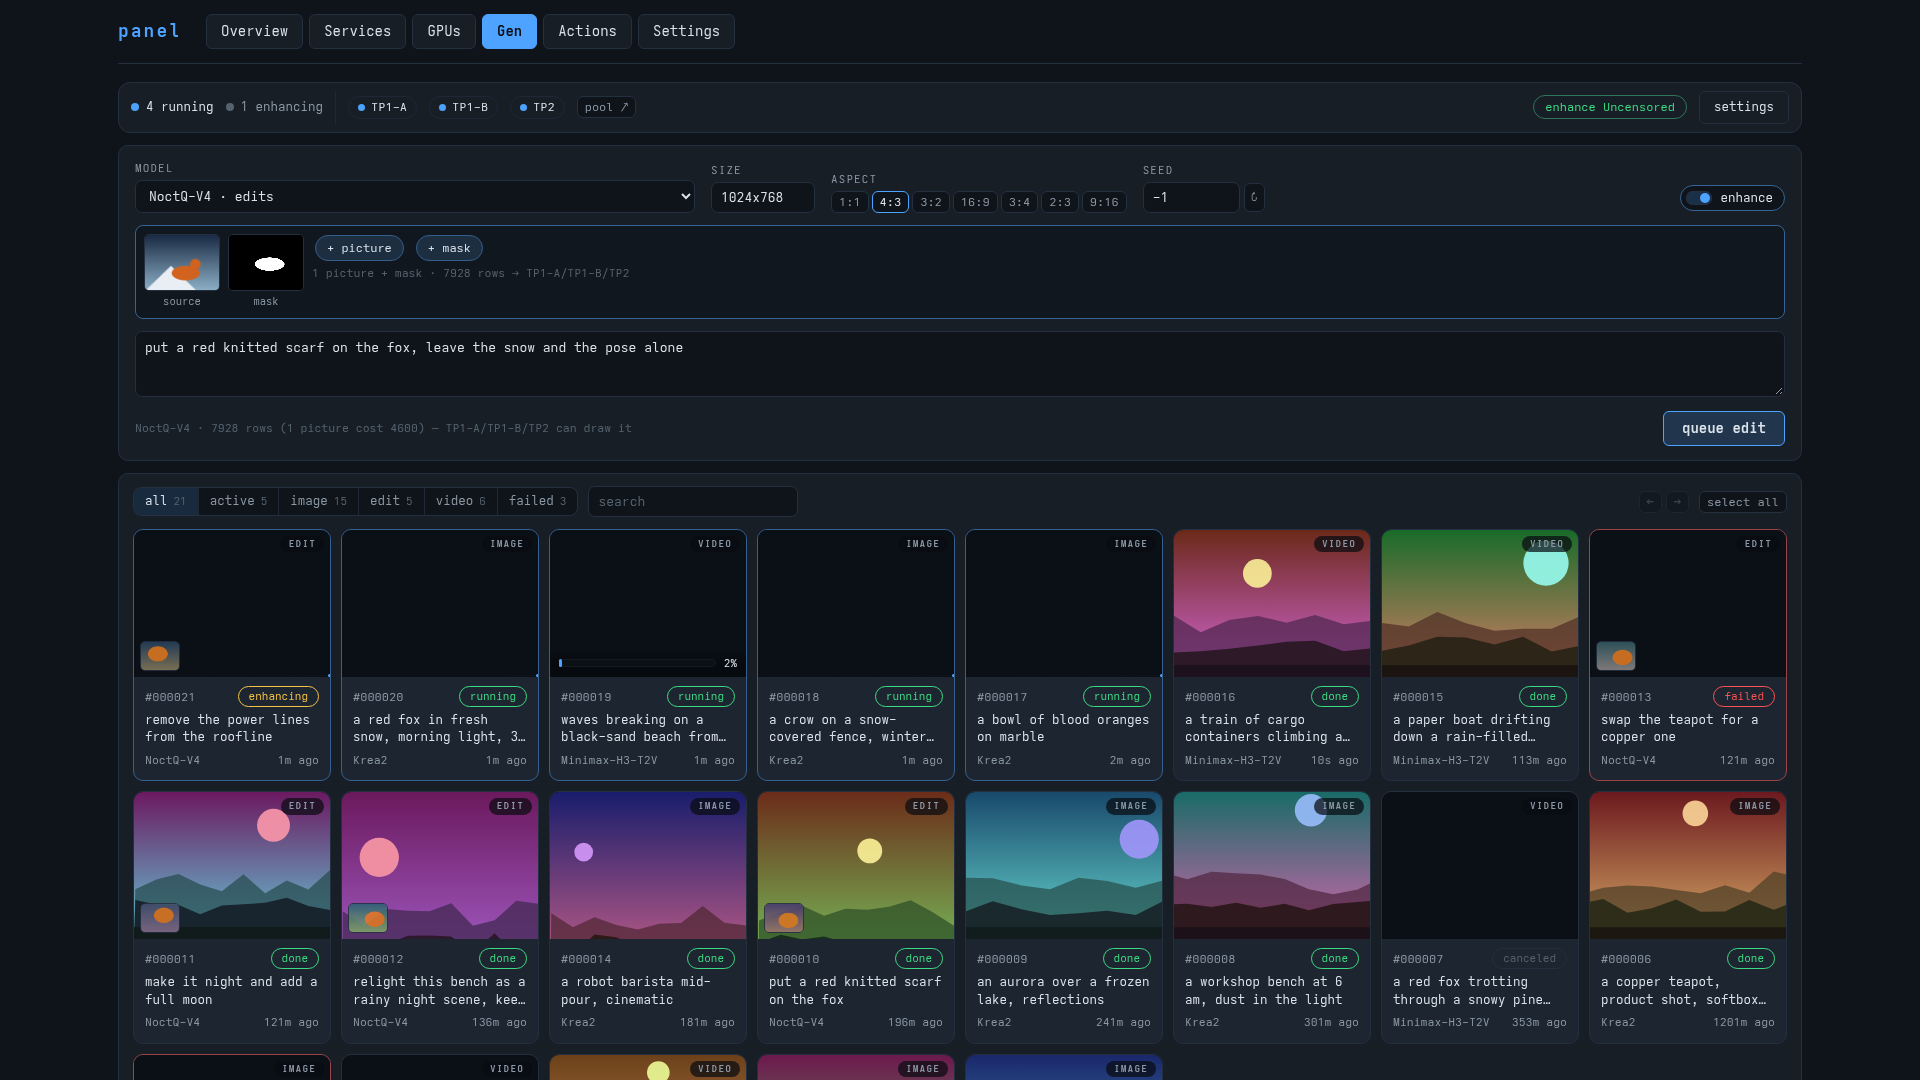 panel Overview Services GPUs Gen Actions Settings
4 running 1 enhancing TP1-A TP1-B TP2 pool ↗ enhance Uncensored settings
MODEL SIZE ASPECT SEED
NoctQ-V4 · edits 1024x768 1:1 4:3 3:2 16:9 3:4 2:3 9:16 -1 ↻ enhance
+ picture + mask
1 picture + mask · 7928 rows → TP1-A/TP1-B/TP2
source mask
put a red knitted scarf on the fox, leave the snow and the pose alone
NoctQ-V4 · 7928 rows (1 picture cost 4600) — TP1-A/TP1-B/TP2 can draw it queue edit
all 21 active 5 image 15 edit 5 video 6 failed 3 search ← → select all
EDIT
#000021 enhancing
remove the power lines
from the roofline
NoctQ-V4 1m ago
IMAGE
#000020 running
a red fox in fresh
snow, morning light, 3…
Krea2 1m ago
VIDEO
2%
#000019 running
waves breaking on a
black-sand beach from…
Minimax-H3-T2V 1m ago
IMAGE
#000018 running
a crow on a snow-
covered fence, winter…
Krea2 1m ago
IMAGE
#000017 running
a bowl of blood oranges
on marble
Krea2 2m ago
VIDEO
#000016 done
a train of cargo
containers climbing a…
Minimax-H3-T2V 10s ago
VIDEO
#000015 done
a paper boat drifting
down a rain-filled…
Minimax-H3-T2V 113m ago
EDIT
#000013 failed
swap the teapot for a
copper one
NoctQ-V4 121m ago
EDIT
#000011 done
make it night and add a
full moon
NoctQ-V4 121m ago
EDIT
#000012 done
relight this bench as a
rainy night scene, kee…
NoctQ-V4 136m ago
IMAGE
#000014 done
a robot barista mid-
pour, cinematic
Krea2 181m ago
EDIT
#000010 done
put a red knitted scarf
on the fox
NoctQ-V4 196m ago
IMAGE
#000009 done
an aurora over a frozen
lake, reflections
Krea2 241m ago
IMAGE
#000008 done
a workshop bench at 6
am, dust in the light
Krea2 301m ago
VIDEO
#000007 canceled
a red fox trotting
through a snowy pine…
Minimax-H3-T2V 353m ago
IMAGE
#000006 done
a copper teapot,
product shot, softbox…
Krea2 1201m ago
IMAGE VIDEO VIDEO IMAGE IMAGE